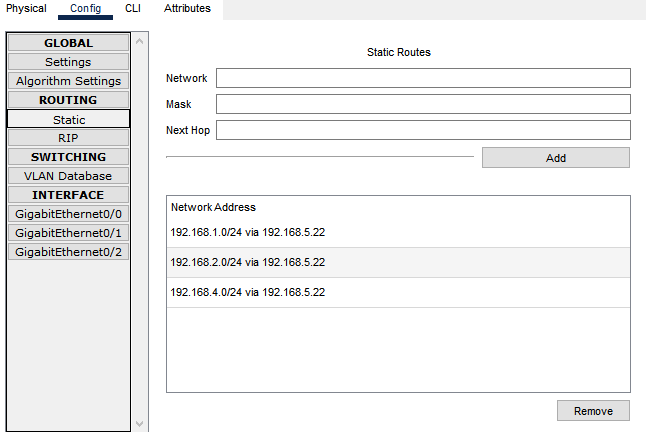 Physical Config CLI Attributes
GLOBAL
Settings
Algorithm Settings
ROUTING
Static
RIP
SWITCHING
VLAN Database
INTERFACE
GigabitEthernet0/0
GigabitEthernet0/1
GigabitEthernet0/2
Static Routes
Network
Mask
Next Hop
Add
Network Address
192.168.1.0/24 via 192.168.5.22
192.168.2.0/24 via 192.168.5.22
192.168.4.0/24 via 192.168.5.22
Remove